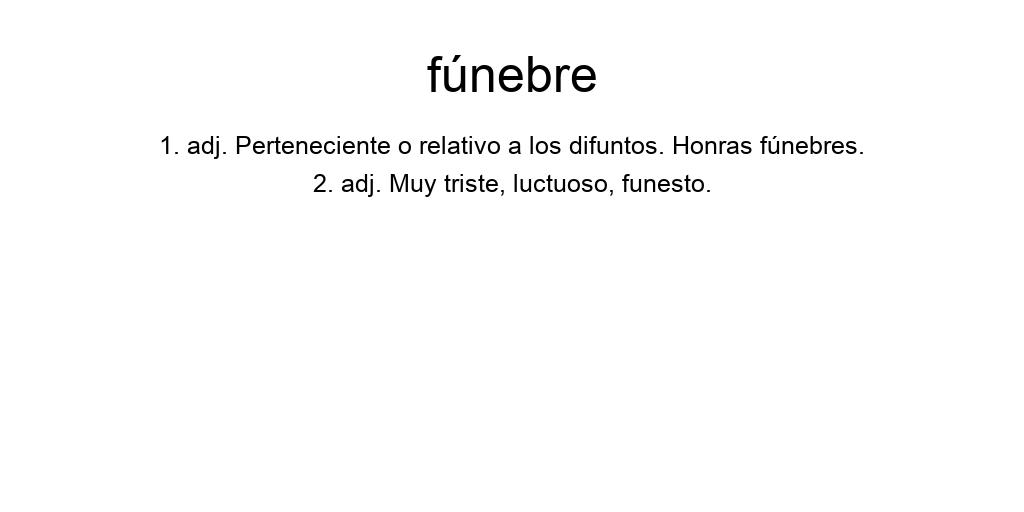 fúnebre
1. adj. Perteneciente o relativo a los difuntos. Honras fúnebres.
2. adj. Muy triste, luctuoso, funesto.